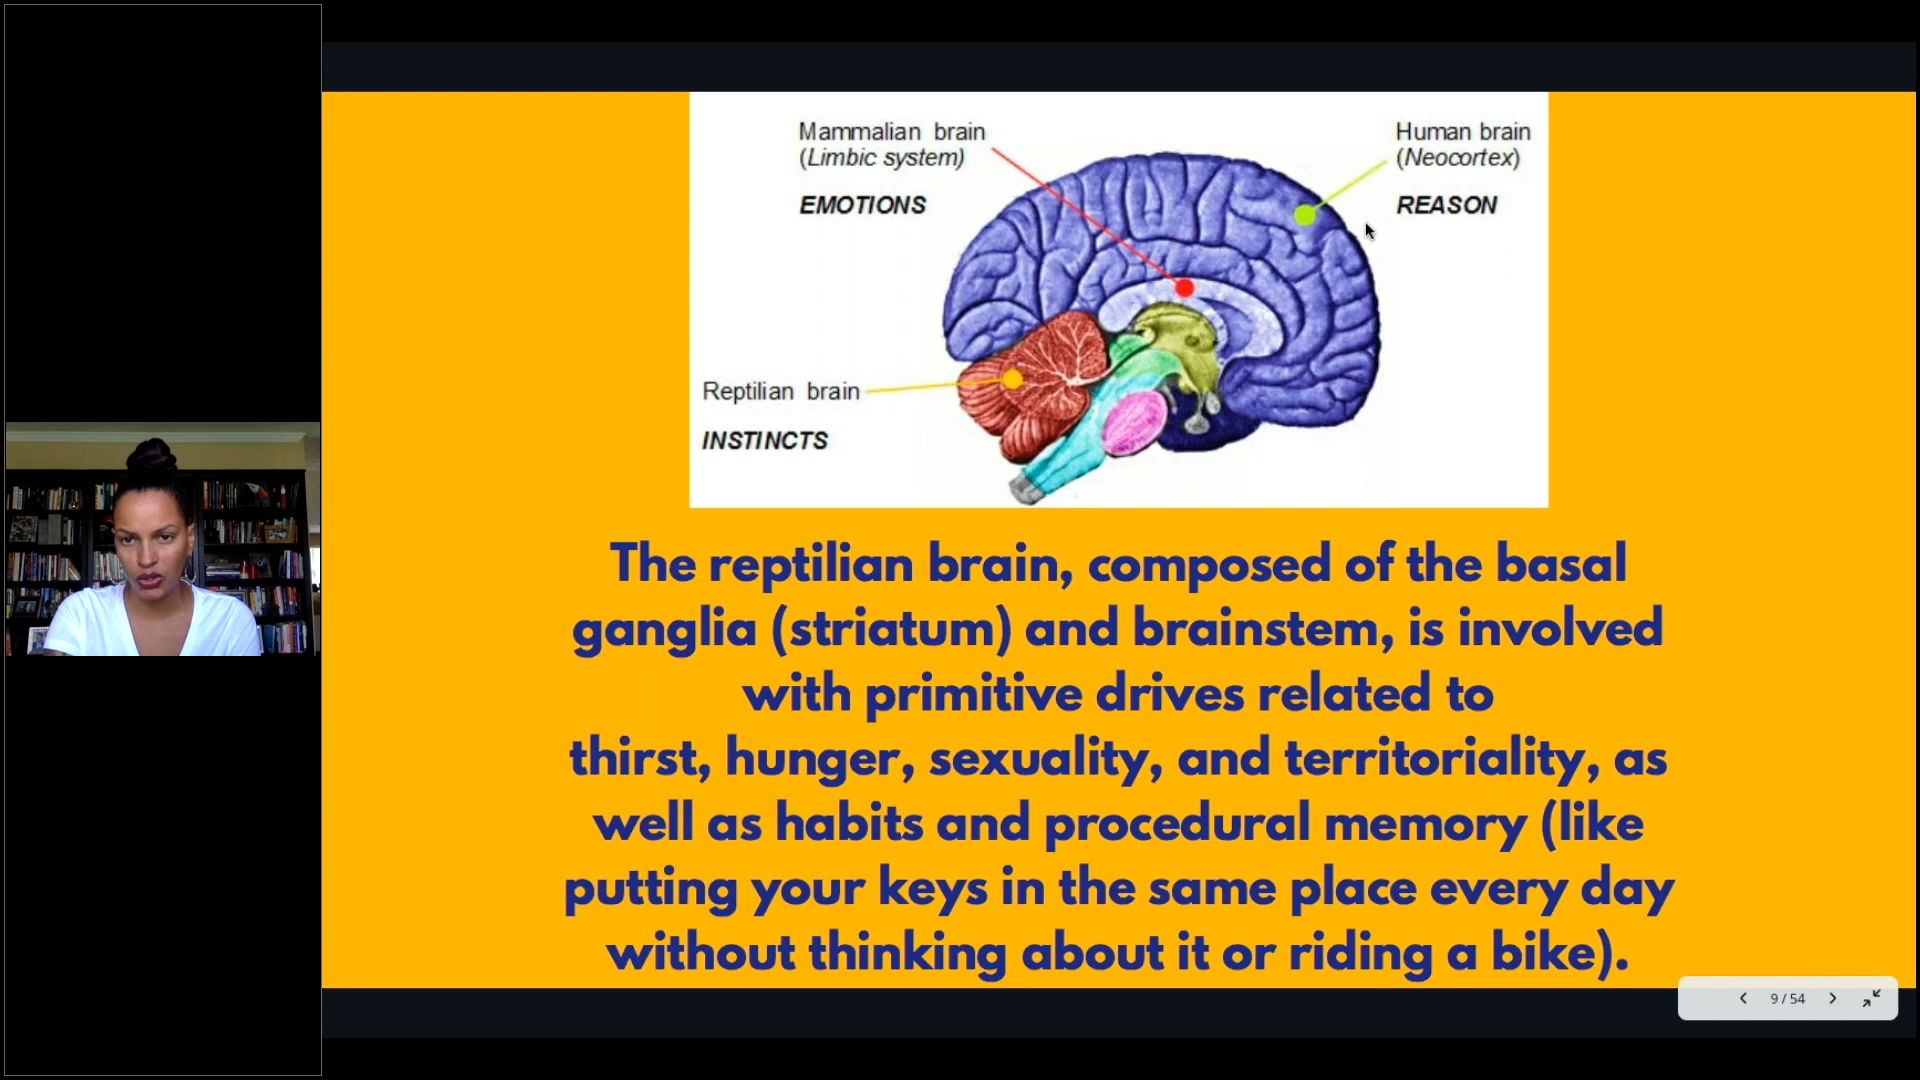 Mammalian brain
(Limbic system)
EMOTIONS
Human brain
(Neocortex)
REASON
Reptilian brain
INSTINCTS
The reptilian brain, composed of the basal
ganglia (striatum) and brainstem, is involved
with primitive drives related to
thirst, hunger, sexuality, and territoriality, as
well as habits and procedural memory (like
putting your keys in the same place every day
without thinking about it or riding a bike).
9 / 54